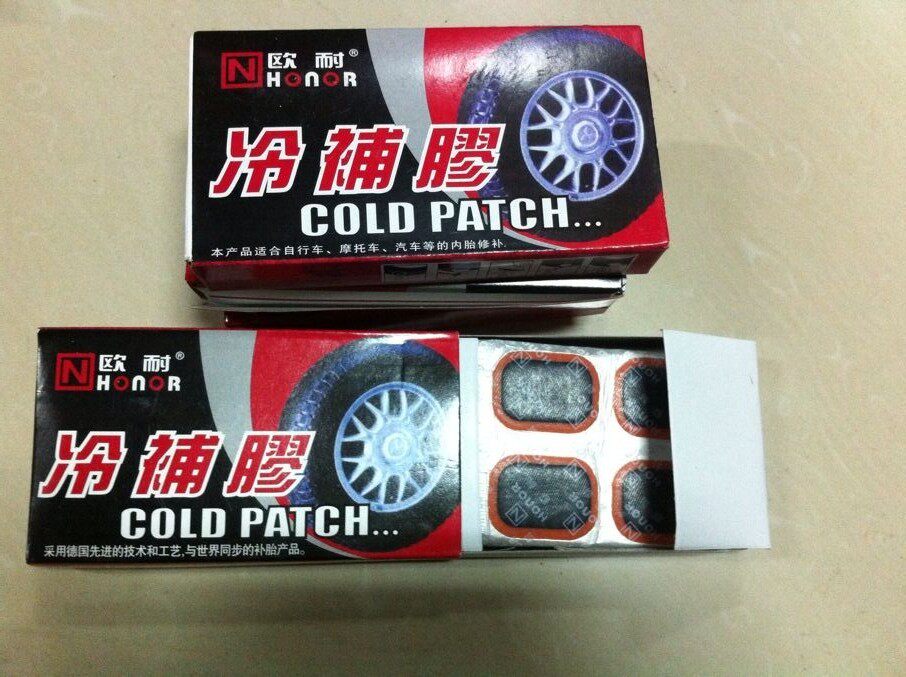 N 欧耐®
HONOR
冷補膠
COLD PATCH...
本产品适合自行车、摩托车、汽车等的内胎修补.
N 欧耐®
HONOR
冷補膠
COLD PATCH...
采用德国先进的技术和工艺,与世界同步的补胎产品。
N HONOR
HONOR